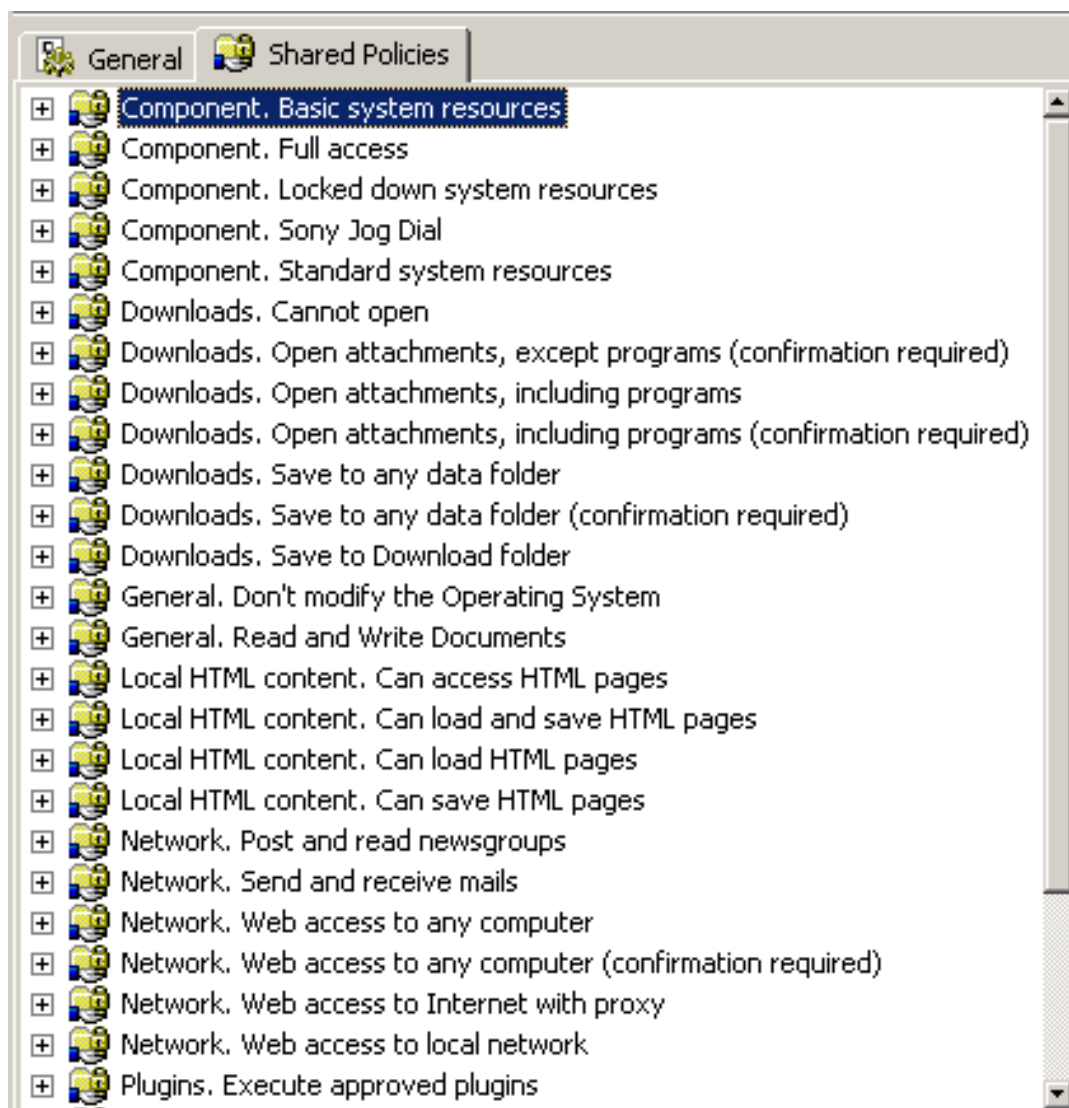 General
Shared Policies
Component. Basic system resources
Component. Full access
Component. Locked down system resources
Component. Sony Jog Dial
Component. Standard system resources
Downloads. Cannot open
Downloads. Open attachments, except programs (confirmation required)
Downloads. Open attachments, including programs
Downloads. Open attachments, including programs (confirmation required)
Downloads. Save to any data folder
Downloads. Save to any data folder (confirmation required)
Downloads. Save to Download folder
General. Don't modify the Operating System
General. Read and Write Documents
Local HTML content. Can access HTML pages
Local HTML content. Can load and save HTML pages
Local HTML content. Can load HTML pages
Local HTML content. Can save HTML pages
Network. Post and read newsgroups
Network. Send and receive mails
Network. Web access to any computer
Network. Web access to any computer (confirmation required)
Network. Web access to Internet with proxy
Network. Web access to local network
Plugins. Execute approved plugins